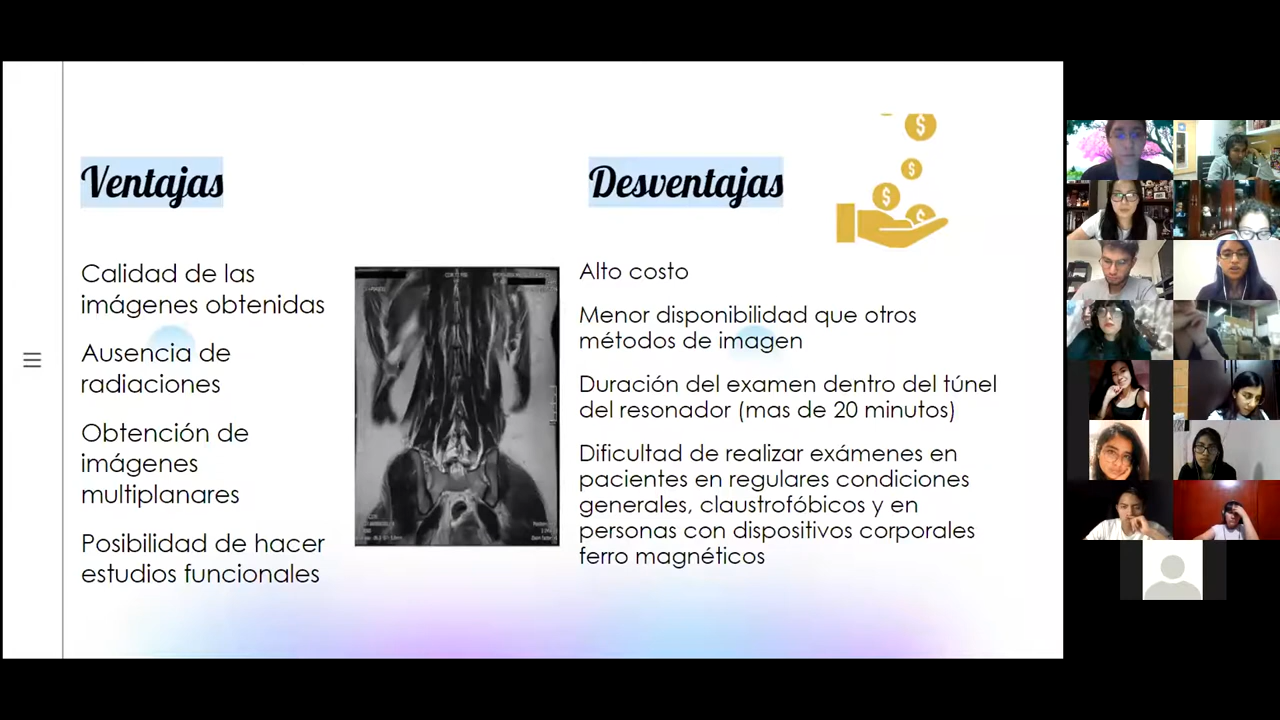 Ventajas
Calidad de las
imágenes obtenidas
Ausencia de
radiaciones
Obtención de
imágenes
multiplanares
Posibilidad de hacer
estudios funcionales
Desventajas
$
$
$
Alto costo
Menor disponibilidad que otros
métodos de imagen
Duración del examen dentro del túnel
del resonador (mas de 20 minutos)
Dificultad de realizar exámenes en
pacientes en regulares condiciones
generales, claustrofóbicos y en
personas con dispositivos corporales
ferro magnéticos